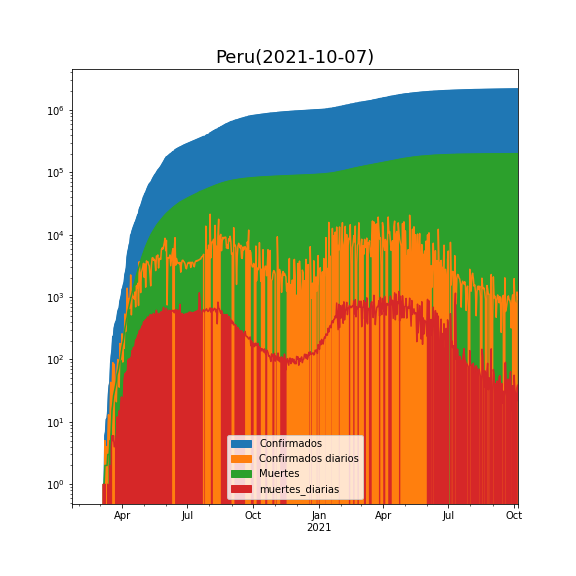 Peru(2021-10-07)
10⁶
10⁵
10⁴
10³
10²
10¹
10⁰
Confirmados
Confirmados diarios
Muertes
muertes_diarias
Apr Jul Oct Jan Apr Jul Oct
2021